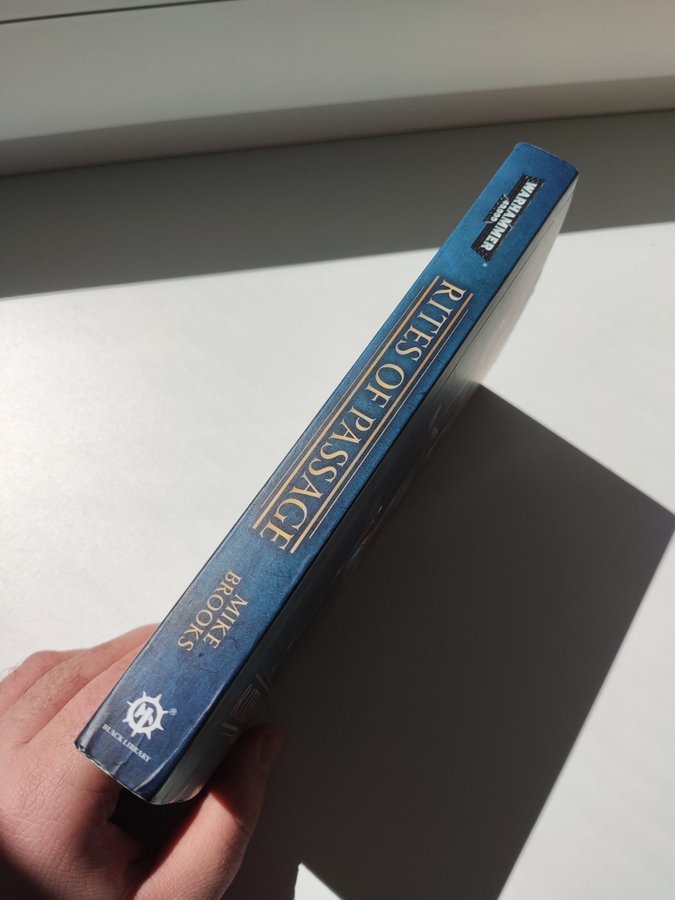 WARHAMMER
40,000
RITES OF PASSAGE
MIKE
BROOKS
®
BLACK LIBRARY